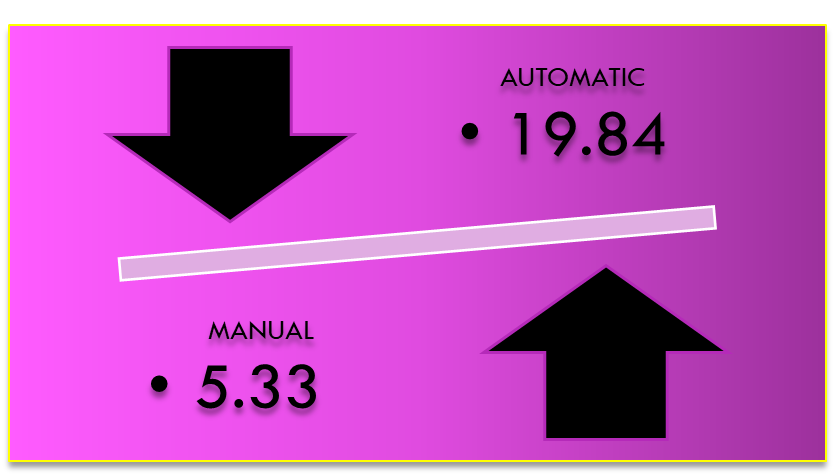 AUTOMATIC
• 19.84
MANUAL
• 5.33